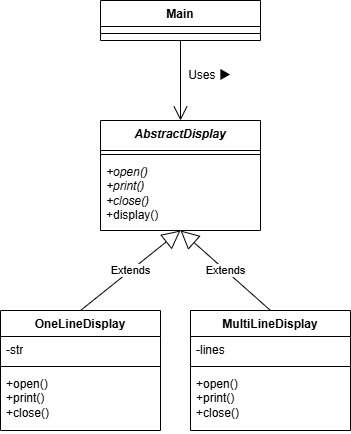 Main
Uses ▶
AbstractDisplay
+open()
+print()
+close()
+display()
Extends
Extends
OneLineDisplay
-str
+open()
+print()
+close()
MultiLineDisplay
-lines
+open()
+print()
+close()